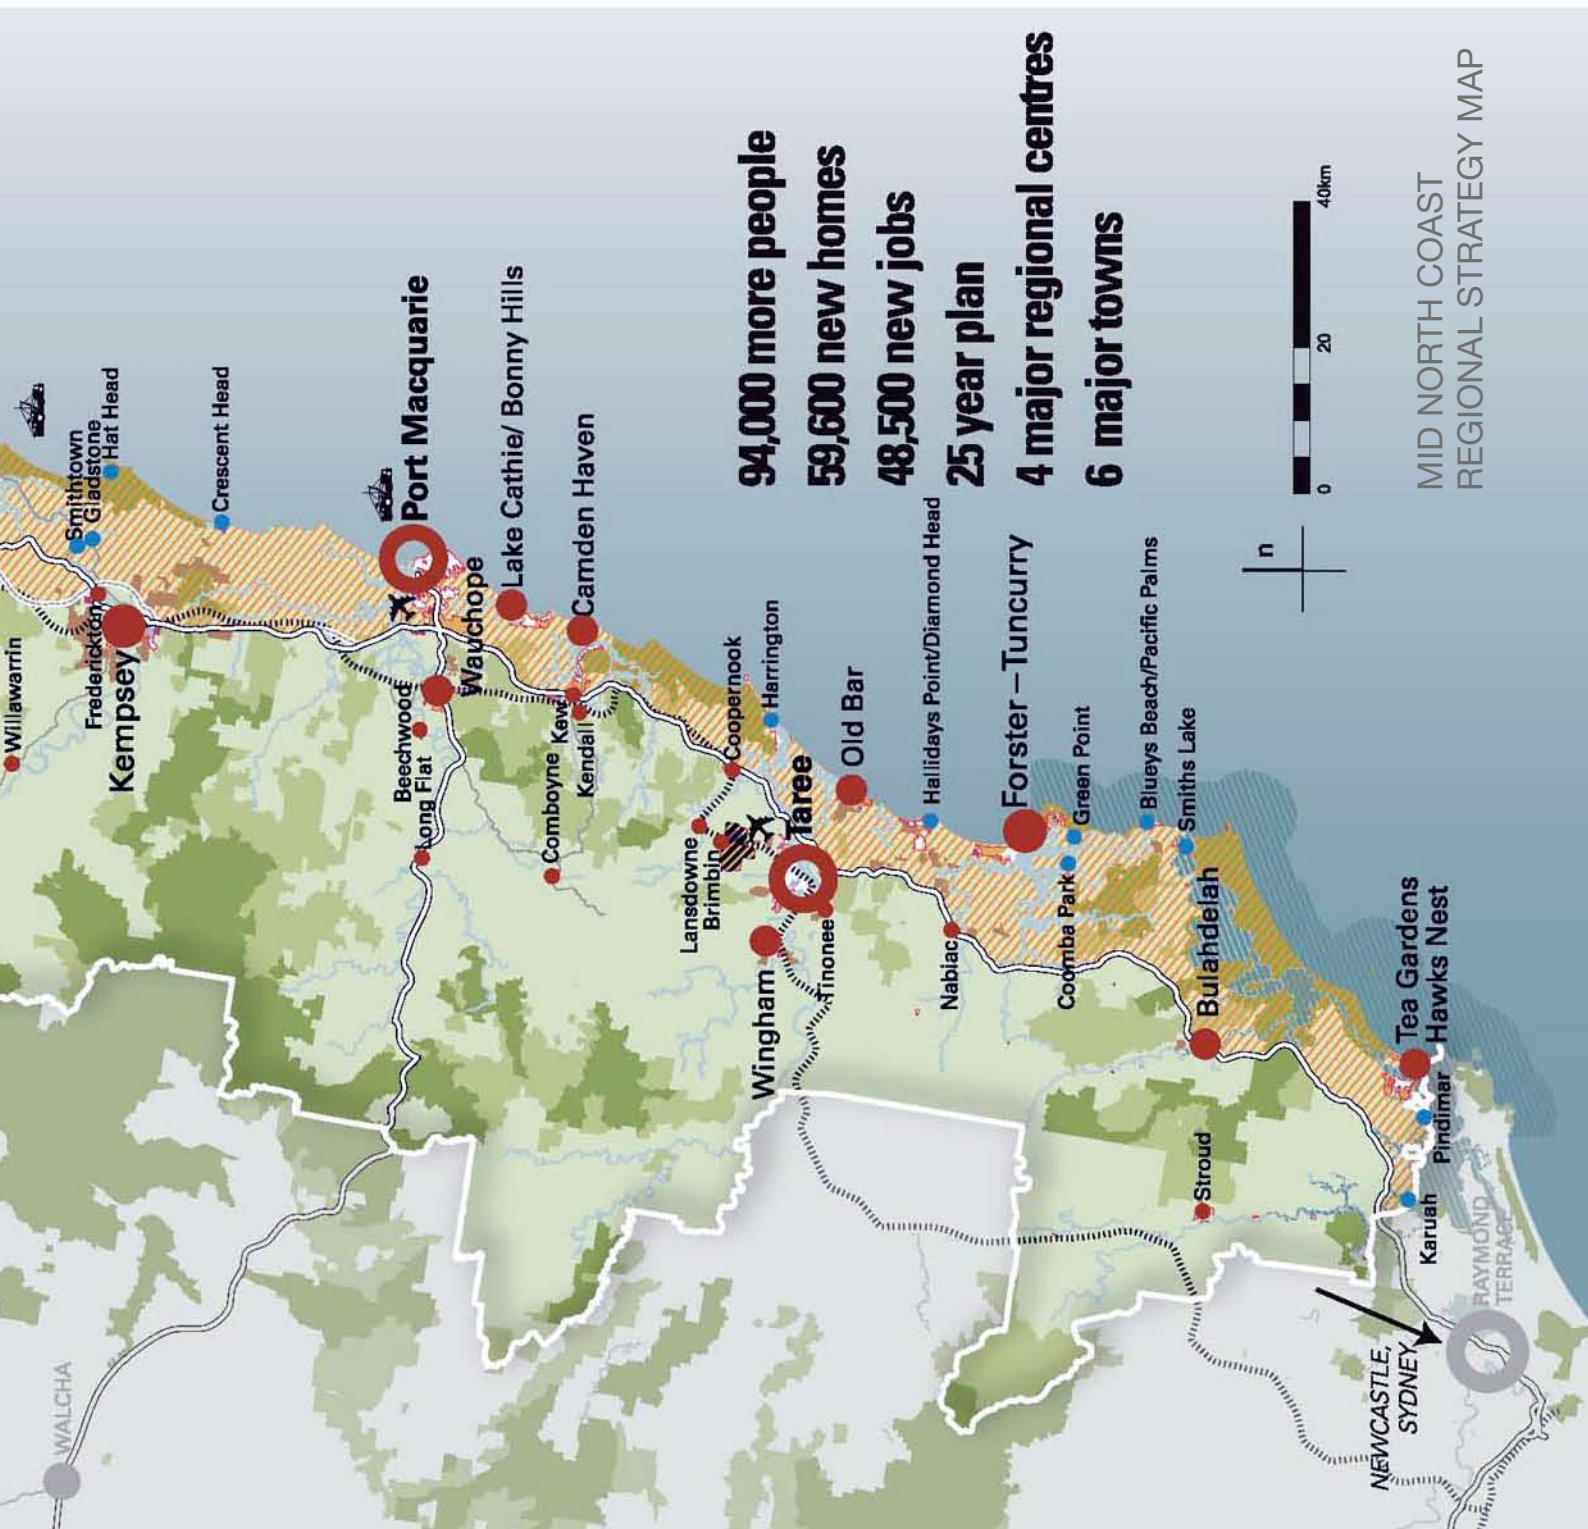 Willawarrin
Smithtown
Gladstone
Hat Head
Frederickton
Kempsey
Crescent Head
Port Macquarie
Wauchope
Beechwood
Long Flat
Lake Cathie/ Bonny Hills
Camden Haven
Kew
Kendall
Comboyne
Coopernook
Harrington
Lansdowne
Brimbin
Taree
Wingham
Tinonee
Old Bar
Hallidays Point/Diamond Head
Nabiac
Forster – Tuncurry
Green Point
Coomba Park
Blueys Beach/Pacific Palms
Smiths Lake
Bulahdelah
Stroud
Tea Gardens
Hawks Nest
Pindimar
Karuah
RAYMOND
TERRACE
NEWCASTLE,
SYDNEY
WALCHA
94,000 more people
59,600 new homes
48,500 new jobs
25 year plan
4 major regional centres
6 major towns
n
0 20 40km
MID NORTH COAST
REGIONAL STRATEGY MAP